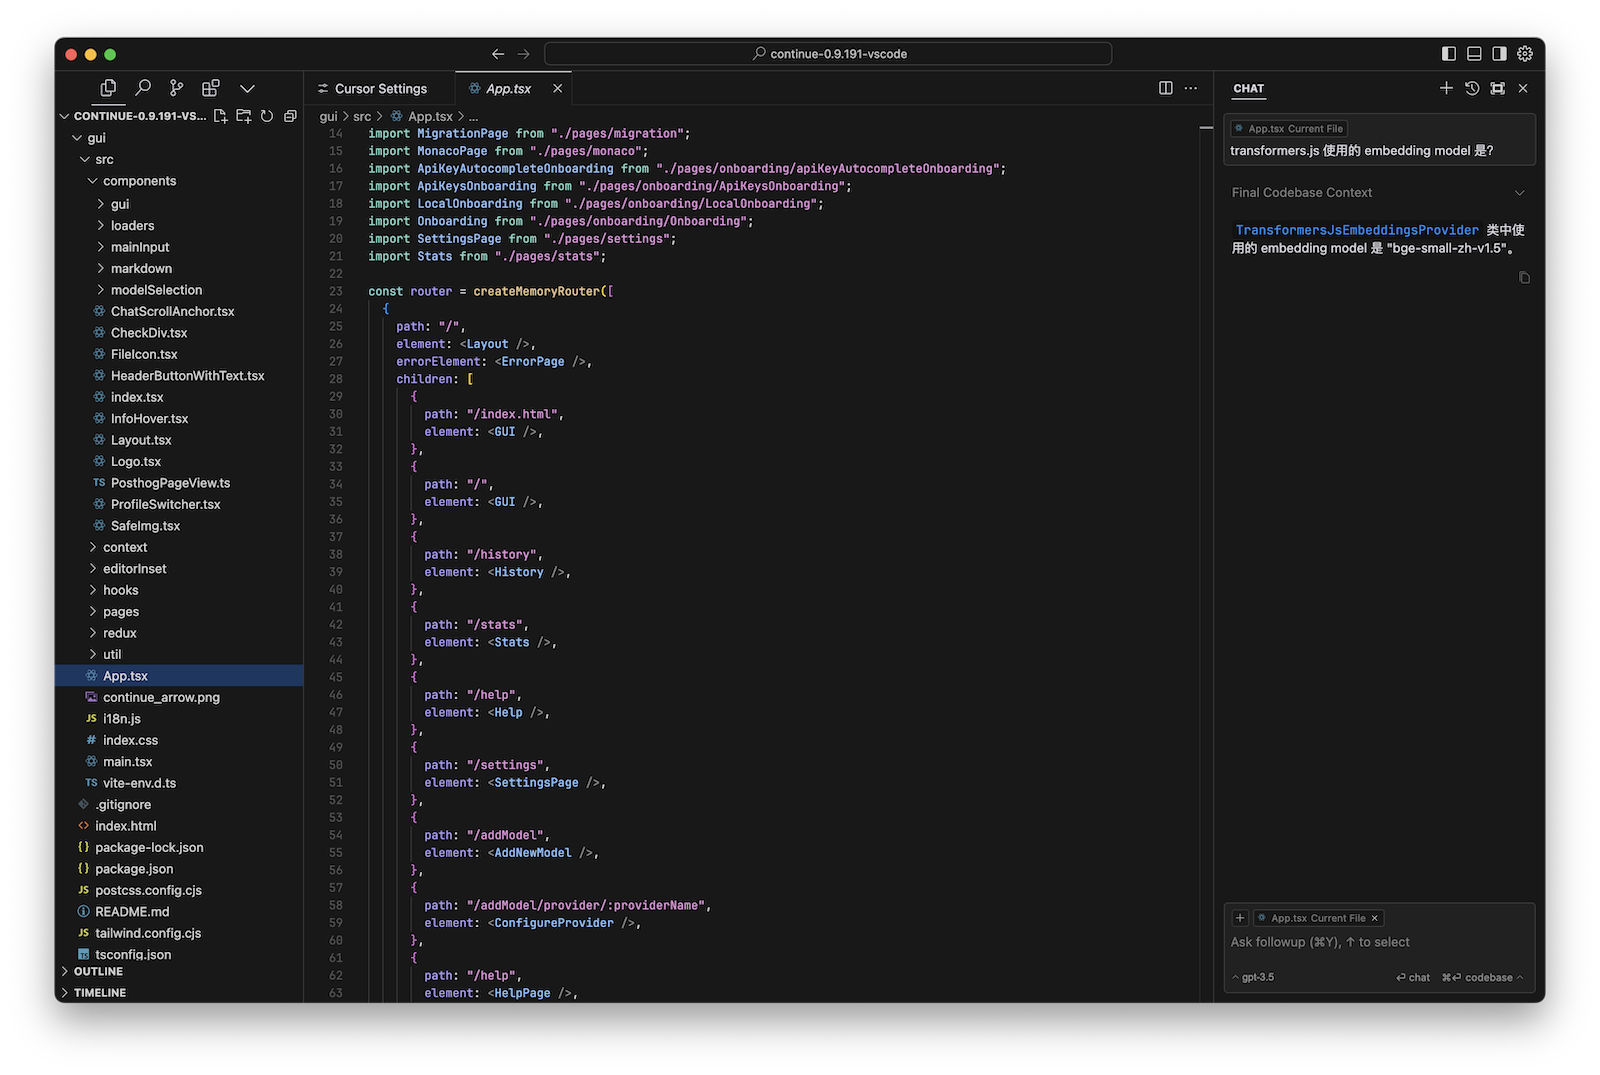 continue-0.9.191-vscode
CONTINUE-0.9.191-VS...
gui
src
components
gui
loaders
mainInput
markdown
modelSelection
ChatScrollAnchor.tsx
CheckDiv.tsx
FileIcon.tsx
HeaderButtonWithText.tsx
index.tsx
InfoHover.tsx
Layout.tsx
Logo.tsx
TS PosthogPageView.ts
ProfileSwitcher.tsx
SafeImg.tsx
context
editorInset
hooks
pages
redux
util
App.tsx
continue_arrow.png
JS i18n.js
# index.css
main.tsx
TS vite-env.d.ts
.gitignore
<> index.html
{} package-lock.json
{} package.json
JS postcss.config.cjs
README.md
JS tailwind.config.cjs
TS tsconfig.json
OUTLINE
TIMELINE
Cursor Settings
App.tsx
gui > src > App.tsx > ...
14 import MigrationPage from "./pages/migration";
15 import MonacoPage from "./pages/monaco";
16 import ApiKeyAutocompleteOnboarding from "./pages/onboarding/apiKeyAutocompleteOnboarding";
17 import ApiKeysOnboarding from "./pages/onboarding/ApiKeysOnboarding";
18 import LocalOnboarding from "./pages/onboarding/LocalOnboarding";
19 import Onboarding from "./pages/onboarding/Onboarding";
20 import SettingsPage from "./pages/settings";
21 import Stats from "./pages/stats";
22
23 const router = createMemoryRouter([
24 {
25 path: "/",
26 element: <Layout />,
27 errorElement: <ErrorPage />,
28 children: [
29 {
30 path: "/index.html",
31 element: <GUI />,
32 },
33 {
34 path: "/",
35 element: <GUI />,
36 },
37 {
38 path: "/history",
39 element: <History />,
40 },
41 {
42 path: "/stats",
43 element: <Stats />,
44 },
45 {
46 path: "/help",
47 element: <Help />,
48 },
49 {
50 path: "/settings",
51 element: <SettingsPage />,
52 },
53 {
54 path: "/addModel",
55 element: <AddNewModel />,
56 },
57 {
58 path: "/addModel/provider/:providerName",
59 element: <ConfigureProvider />,
60 },
61 {
62 path: "/help",
63 element: <HelpPage />,
CHAT
App.tsx Current File
transformers.js 使用的 embedding model 是?
Final Codebase Context
TransformersJsEmbeddingsProvider 类中使
用的 embedding model 是 "bge-small-zh-v1.5"。
+ App.tsx Current File ×
Ask followup (⌘Y), ↑ to select
^ gpt-3.5
⏎ chat ⌘⏎ codebase ^